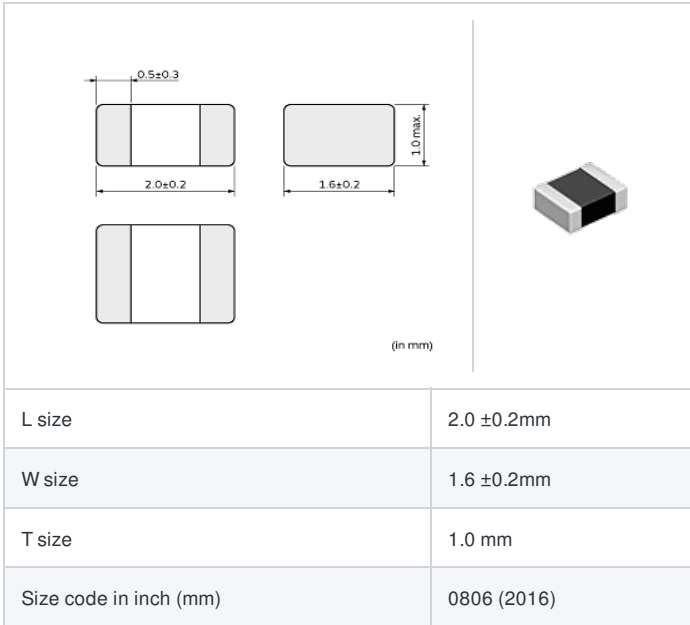 0.5±0.3
1.0 max.
2.0±0.2
1.6±0.2
(in mm)
L size 2.0 ±0.2mm
W size 1.6 ±0.2mm
T size 1.0 mm
Size code in inch (mm) 0806 (2016)